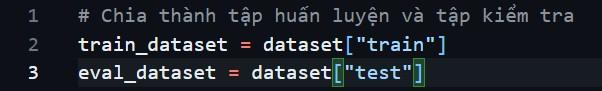 1 # Chia thành tập huấn luyện và tập kiểm tra
2 train_dataset = dataset["train"]
3 eval_dataset = dataset["test"]